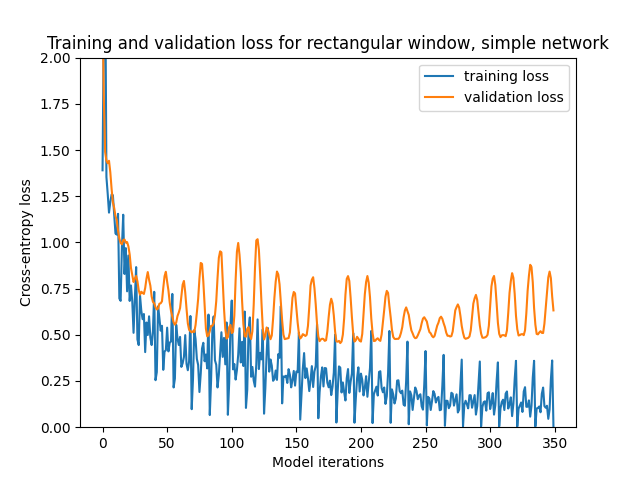 Training and validation loss for rectangular window, simple network
training loss
validation loss
Cross-entropy loss
2.00
1.75
1.50
1.25
1.00
0.75
0.50
0.25
0.00
0 50 100 150 200 250 300 350
Model iterations